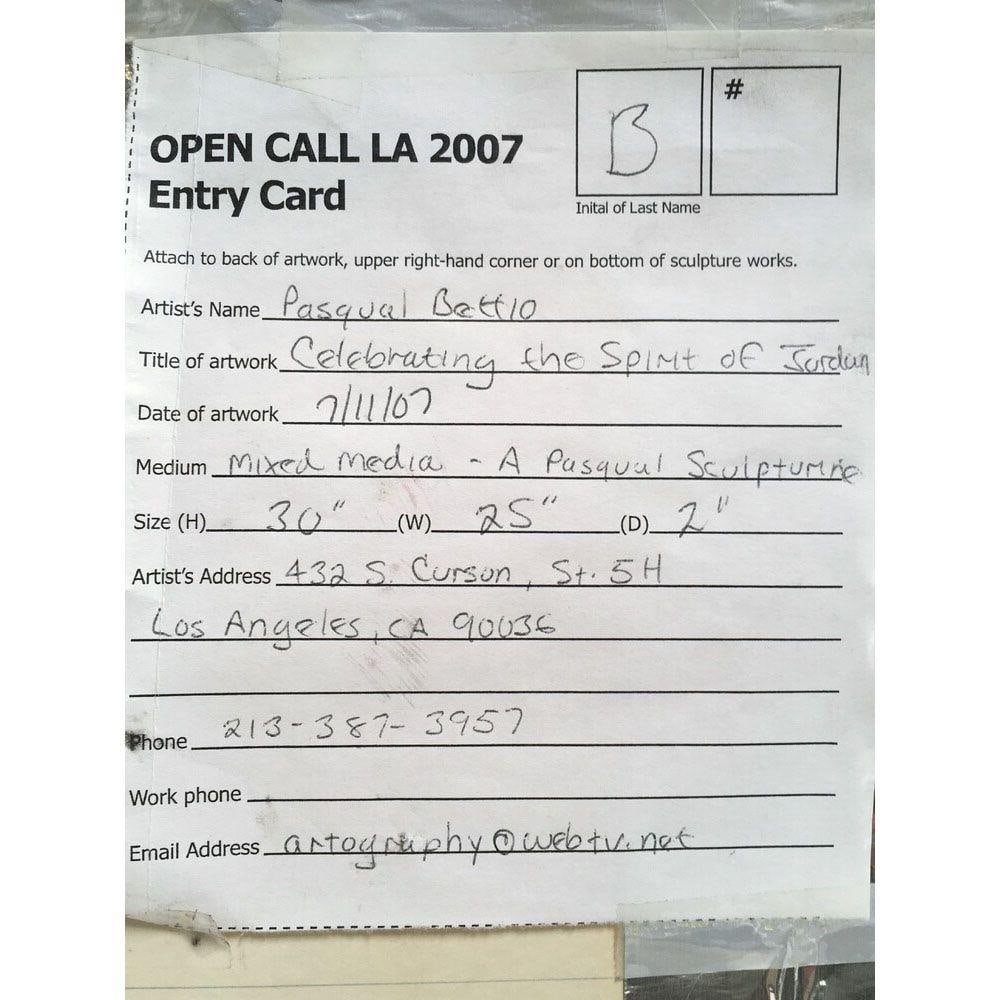 B
#
OPEN CALL LA 2007
Entry Card
Inital of Last Name
Attach to back of artwork, upper right-hand corner or on bottom of sculpture works.
Artist's Name Pasqual Bettio
Title of artwork Celebrating the Spirit of Jordan
Date of artwork 7/11/07
Medium Mixed Media - A Pasqual
Size (H) 30" (W) 25" (D) 2"
Artist's Address 432 S. Curson, St. 5H
Los Angeles, CA 90036
Phone 213-387-3957
Work phone
Email Address artography@webtv.net